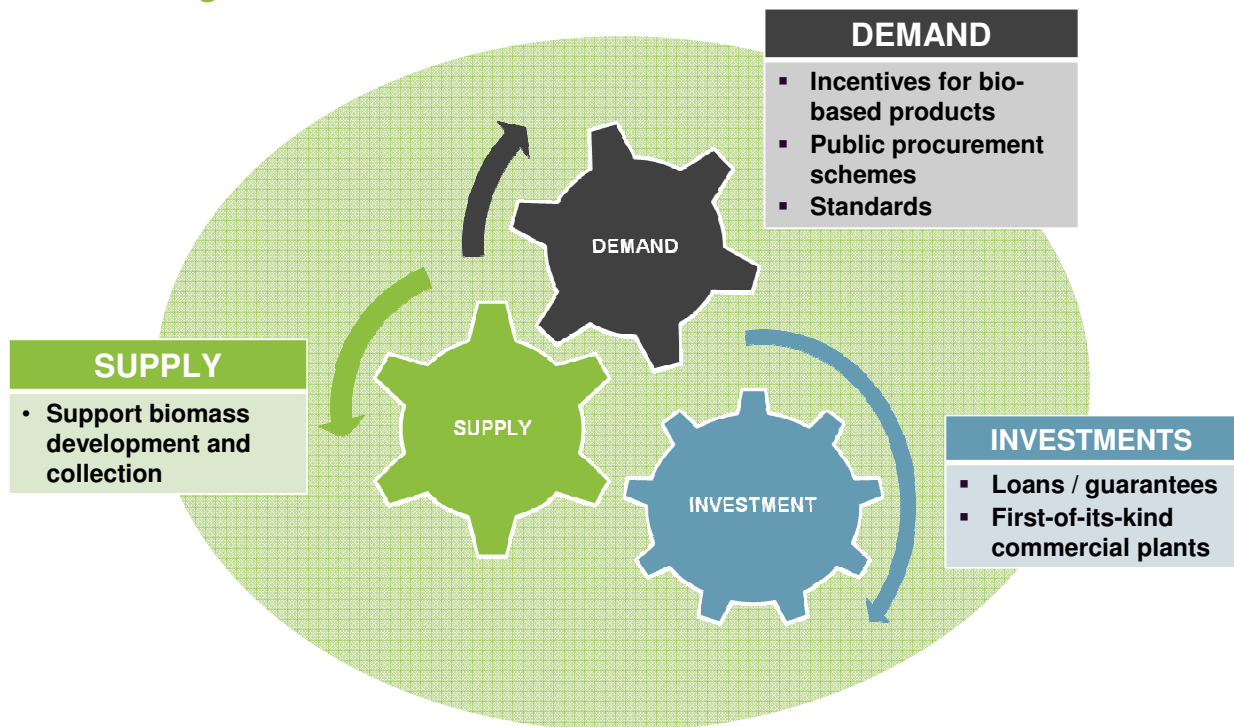 DEMAND
▪ Incentives for bio-
based products
▪ Public procurement
schemes
▪ Standards
DEMAND
SUPPLY
• Support biomass
development and
collection
SUPPLY
INVESTMENTS
▪ Loans / guarantees
▪ First-of-its-kind
commercial plants
INVESTMENT